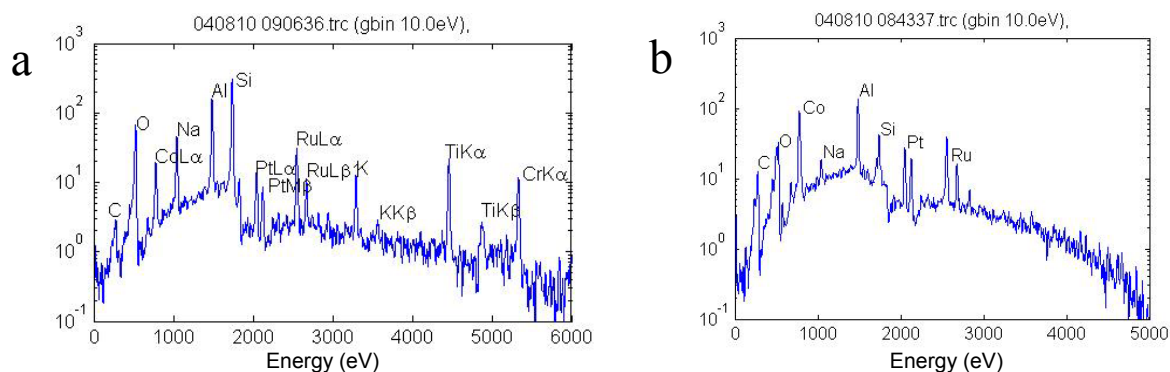 a
040810 090636.trc (gbin 10.0eV),
10³
10²
10¹
10⁰
10⁻¹
C
O
CoLα
Na
Al
Si
PtLα
PtMβ
RuLα
RuLβ1
K
KKβ
TiKα
TiKβ
CrKα
0 1000 2000 3000 4000 5000 6000
Energy (eV)
b
040810 084337.trc (gbin 10.0eV),
10³
10²
10¹
10⁰
10⁻¹
C
O
Co
Na
Al
Si
Pt
Ru
0 1000 2000 3000 4000 5000
Energy (eV)